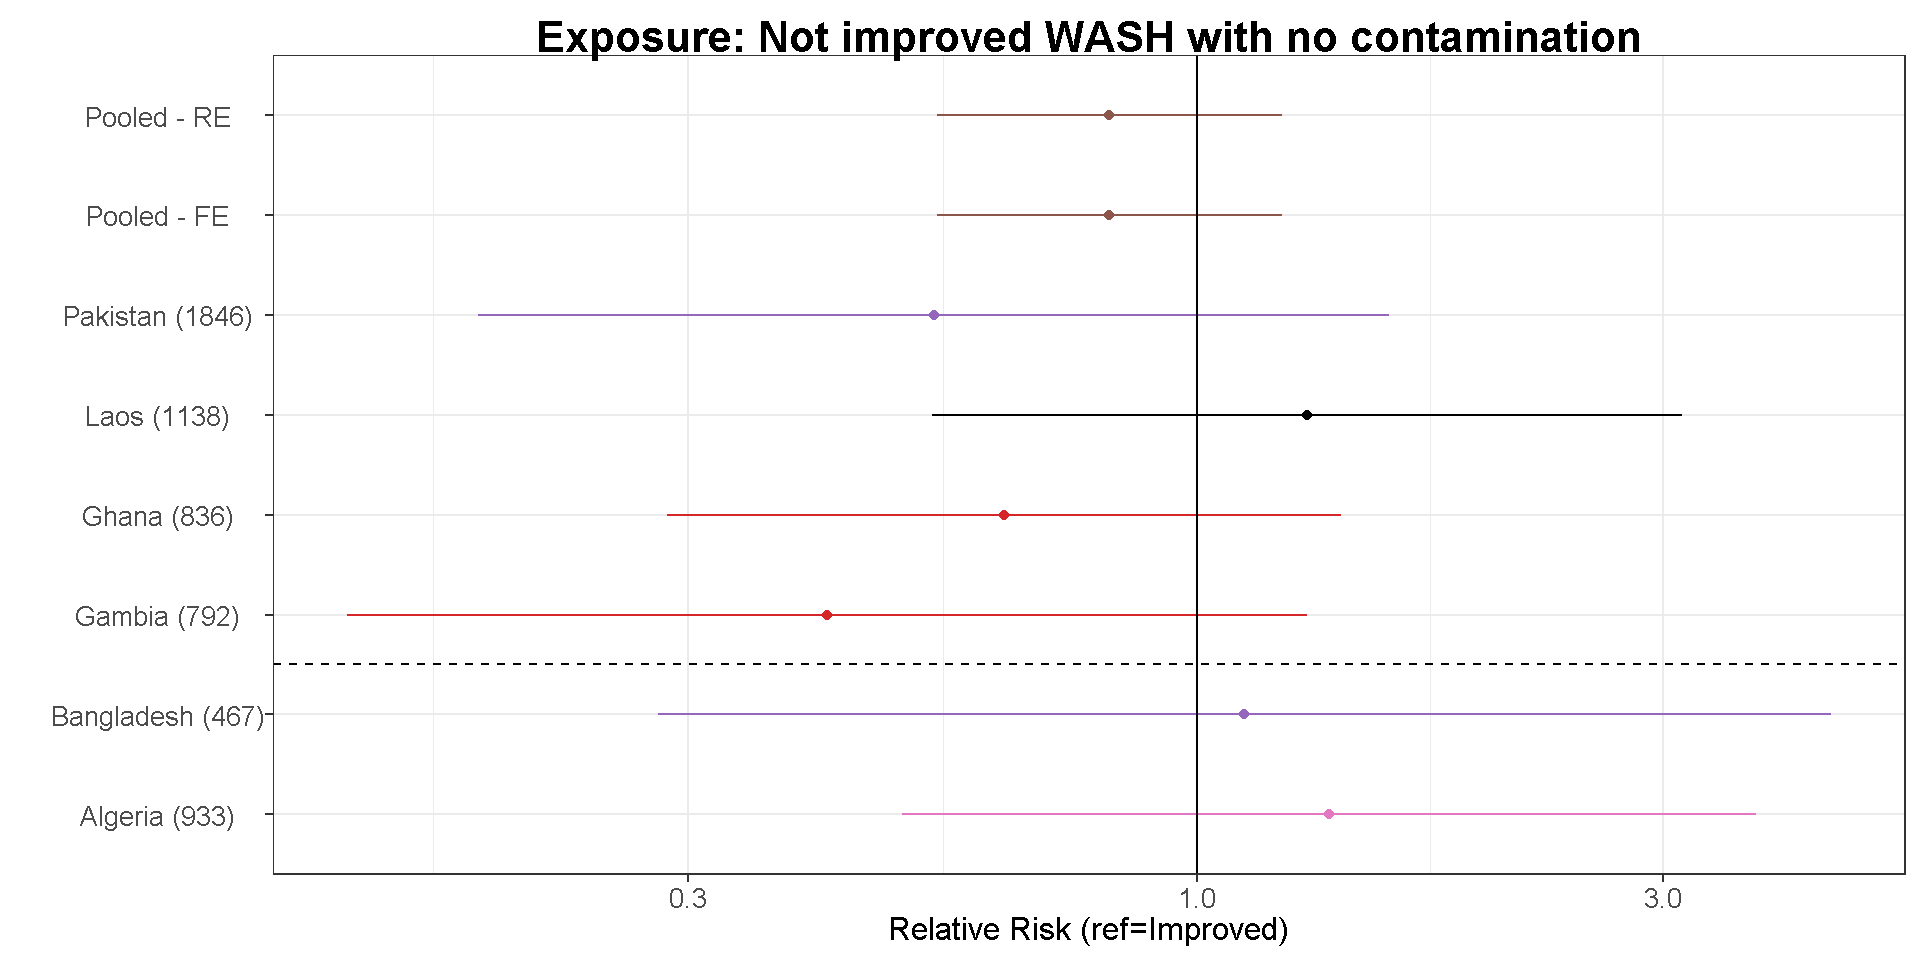 Exposure: Not improved WASH with no contamination
Pooled - RE
Pooled - FE
Pakistan (1846)
Laos (1138)
Ghana (836)
Gambia (792)
Bangladesh (467)
Algeria (933)
0.3 1.0 3.0
Relative Risk (ref=Improved)